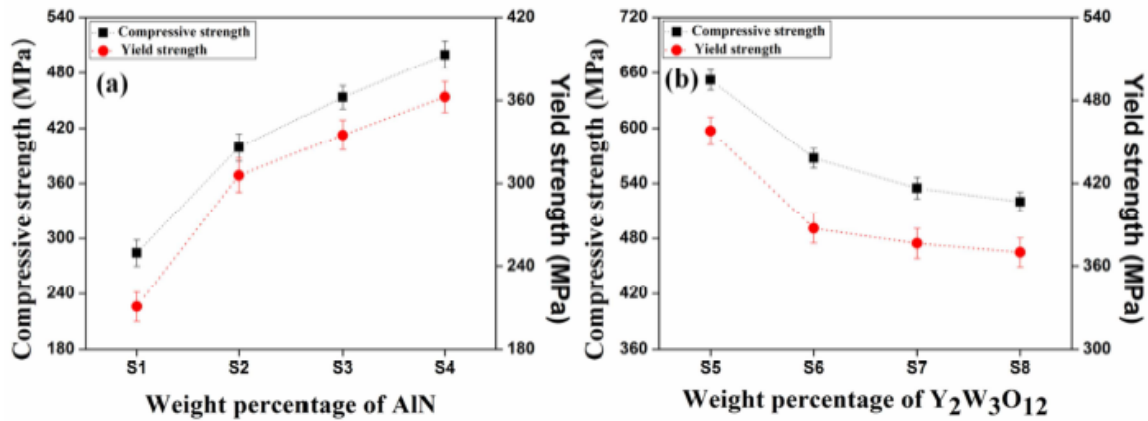 Compressive strength (MPa)
540
480
420
360
300
240
180
Compressive strength
Yield strength
(a)
420
360
300
240
180
Yield strength (MPa)
S1 S2 S3 S4
Weight percentage of AlN
Compressive strength (MPa)
720
660
600
540
480
420
360
Compressive strength
Yield strength
(b)
540
480
420
360
300
Yield strength (MPa)
S5 S6 S7 S8
Weight percentage of Y₂W₃O₁₂